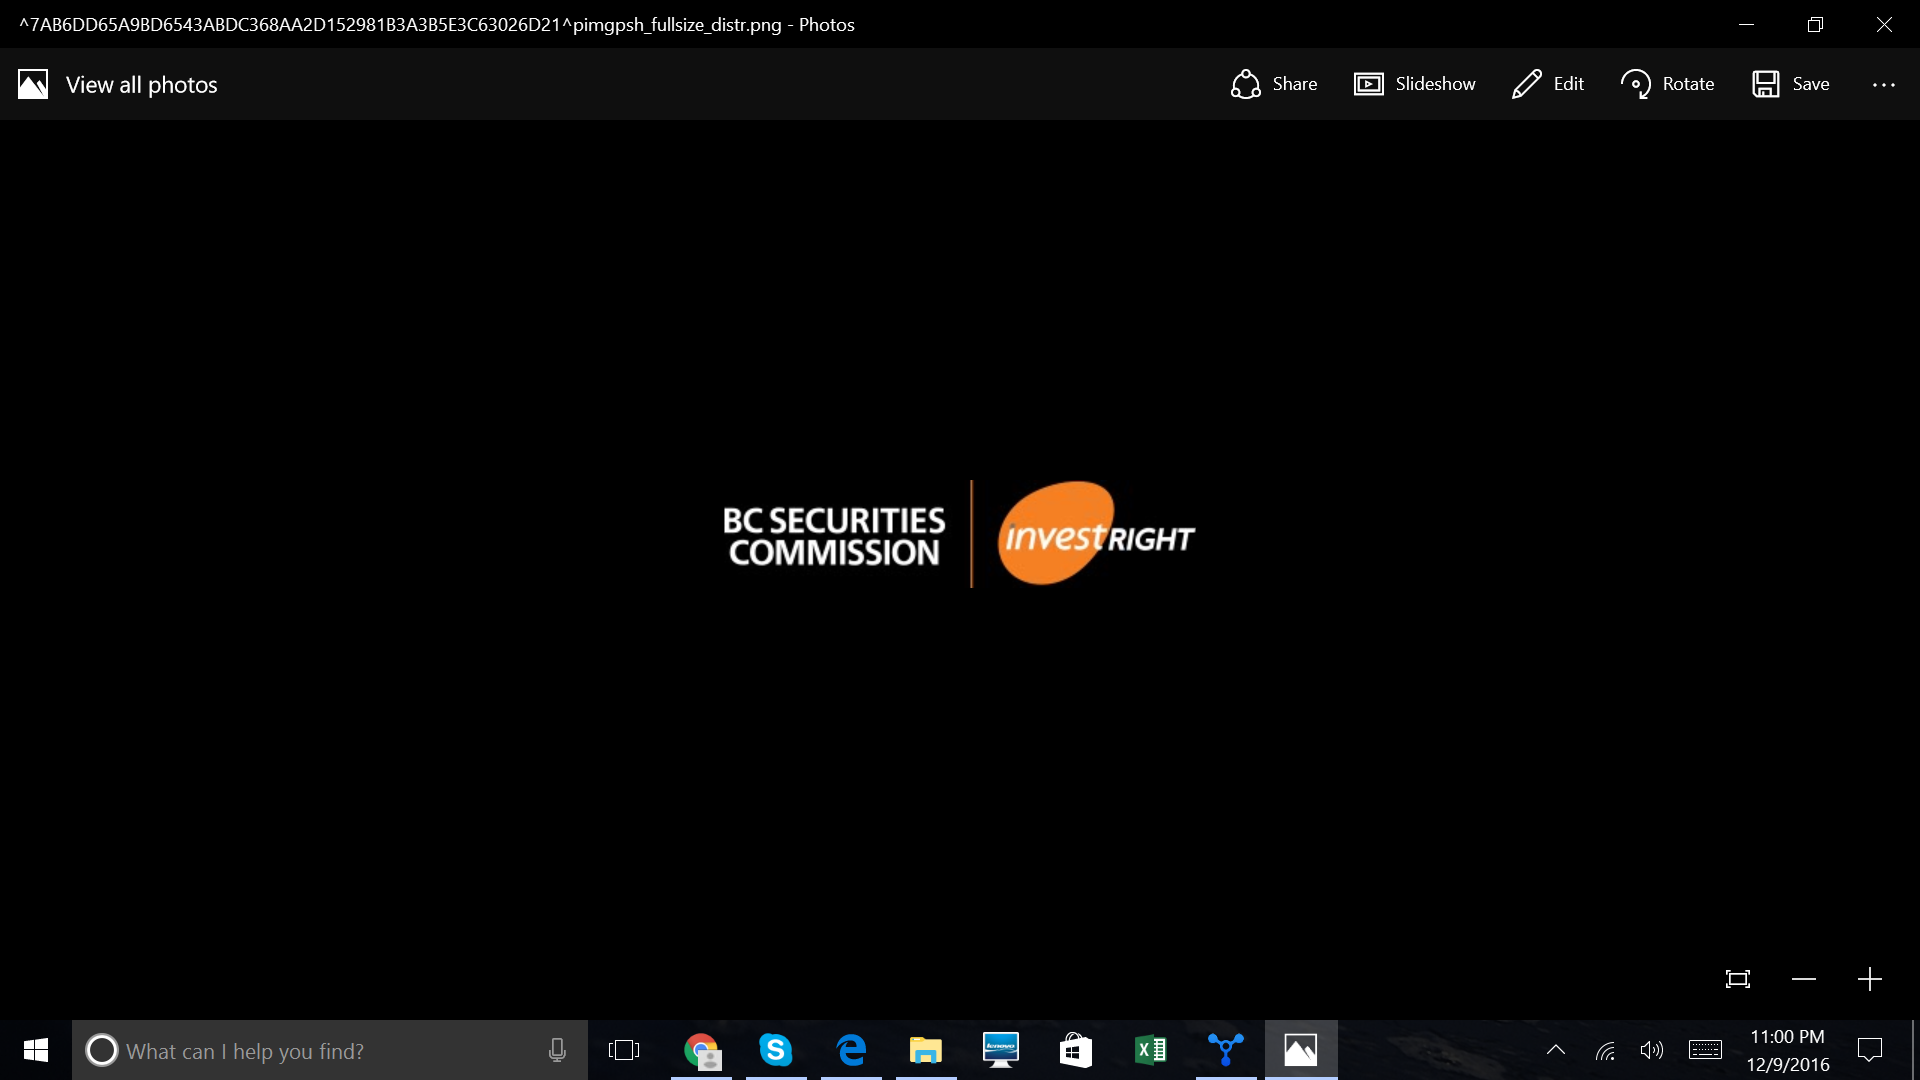 ^7AB6DD65A9BD6543ABDC368AA2D152981B3A3B5E3C63026D21^pimgpsh_fullsize_distr.png - Photos
View all photos
Share
Slideshow
Edit
Rotate
Save
BC SECURITIES
COMMISSION
investRIGHT
What can I help you find?
lenovo
11:00 PM
12/9/2016